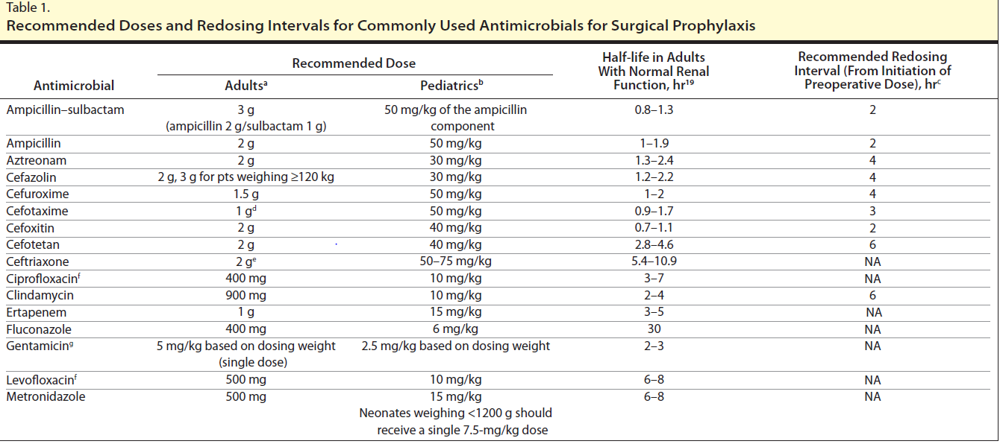 Table 1.
Recommended Doses and Redosing Intervals for Commonly Used Antimicrobials for Surgical Prophylaxis
Antimicrobial
Recommended Dose
Adultsᵃ
Pediatricsᵇ
Half-life in Adults
With Normal Renal
Function, hr¹⁹
Recommended Redosing
Interval (From Initiation of
Preoperative Dose), hrᶜ
Ampicillin–sulbactam 3 g 50 mg/kg of the ampicillin 0.8–1.3 2
(ampicillin 2 g/sulbactam 1 g) component
Ampicillin 2 g 50 mg/kg 1–1.9 2
Aztreonam 2 g 30 mg/kg 1.3–2.4 4
Cefazolin 2 g, 3 g for pts weighing ≥120 kg 30 mg/kg 1.2–2.2 4
Cefuroxime 1.5 g 50 mg/kg 1–2 4
Cefotaxime 1 gᵈ 50 mg/kg 0.9–1.7 3
Cefoxitin 2 g 40 mg/kg 0.7–1.1 2
Cefotetan 2 g 40 mg/kg 2.8–4.6 6
Ceftriaxone 2 gᵉ 50–75 mg/kg 5.4–10.9 NA
Ciprofloxacinᶠ 400 mg 10 mg/kg 3–7 NA
Clindamycin 900 mg 10 mg/kg 2–4 6
Ertapenem 1 g 15 mg/kg 3–5 NA
Fluconazole 400 mg 6 mg/kg 30 NA
Gentamicinᵍ 5 mg/kg based on dosing weight 2.5 mg/kg based on dosing weight 2–3 NA
(single dose)
Levofloxacinᶠ 500 mg 10 mg/kg 6–8 NA
Metronidazole 500 mg 15 mg/kg 6–8 NA
Neonates weighing <1200 g should
receive a single 7.5-mg/kg dose